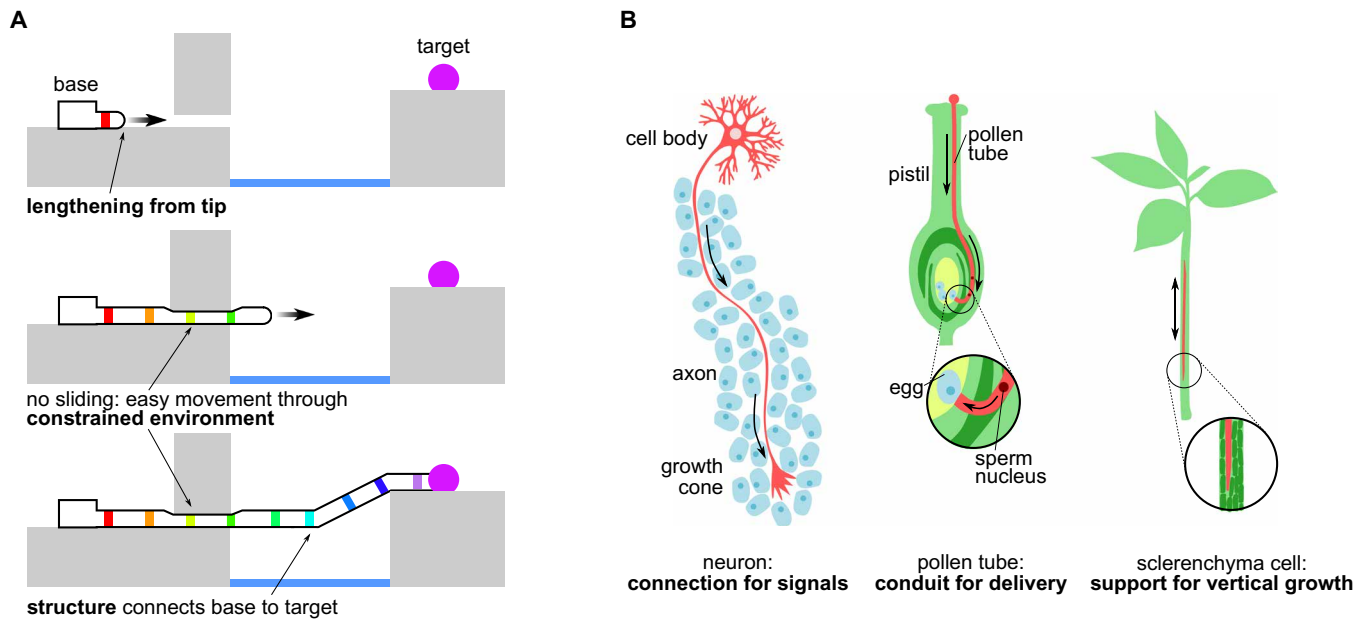 A
base
target
lengthening from tip
no sliding: easy movement through
constrained environment
structure connects base to target
B
cell body
axon
growth
cone
neuron:
connection for signals
pollen
tube
pistil
egg
sperm
nucleus
pollen tube:
conduit for delivery
sclerenchyma cell:
support for vertical growth